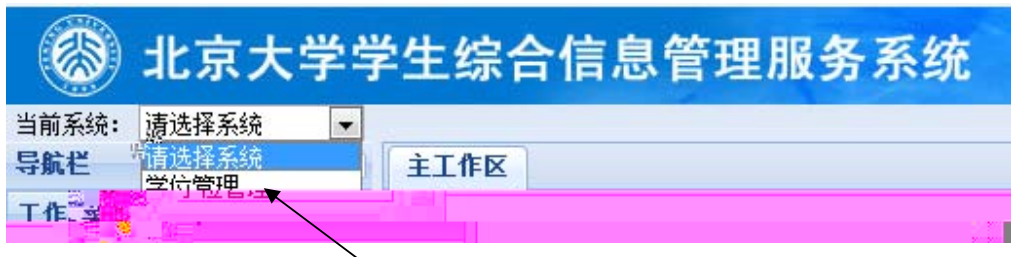 北京大学学生综合信息管理服务系统
当前系统： 请选择系统
导航栏 请选择系统 主工作区
学位管理
工作